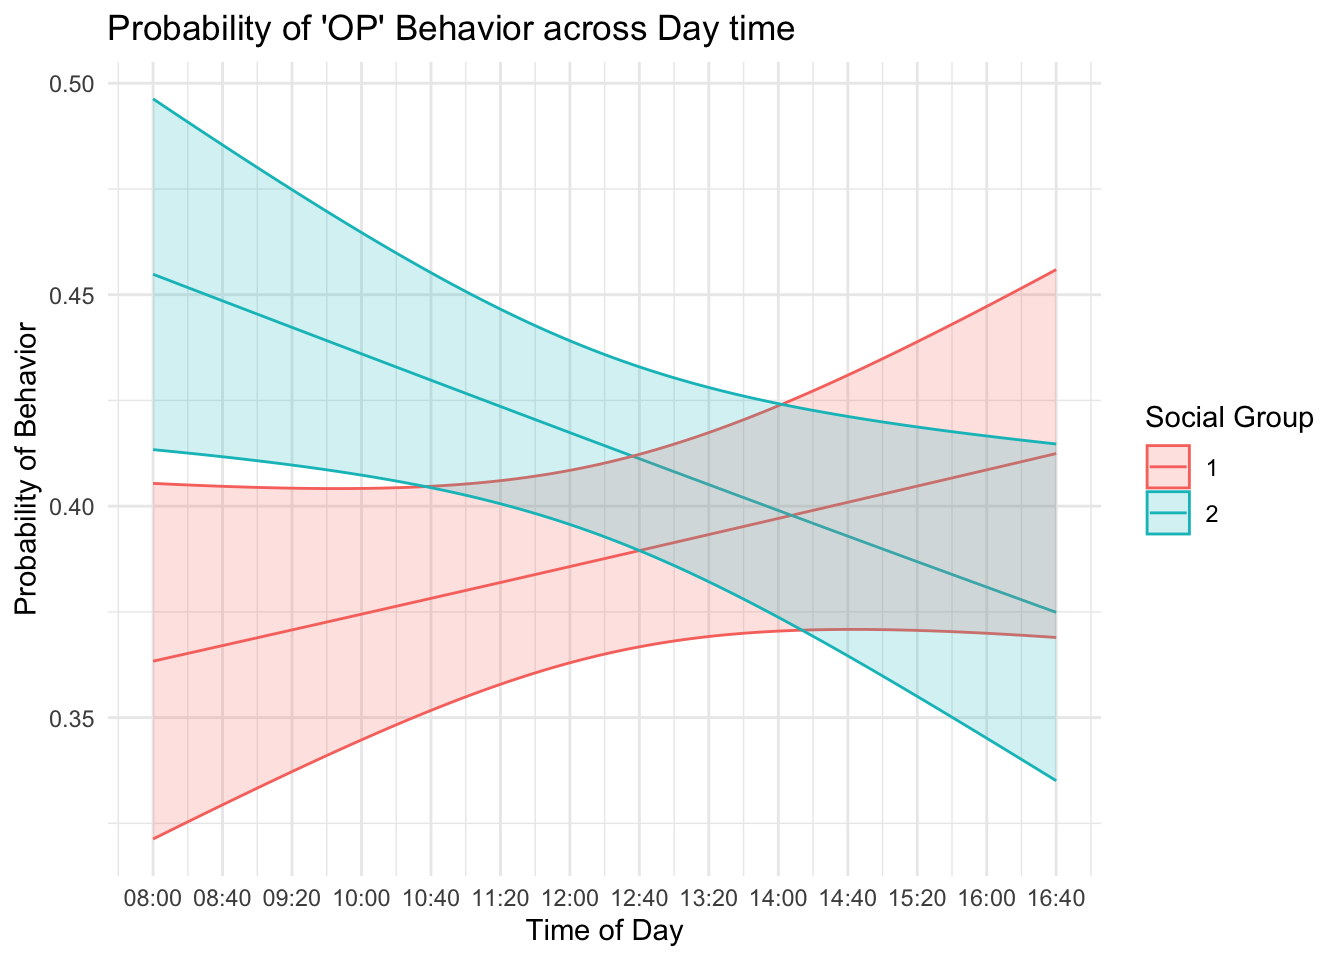 Probability of 'OP' Behavior across Day time
Probability of Behavior
0.50
0.45
0.40
0.35
08:00 08:40 09:20 10:00 10:40 11:20 12:00 12:40 13:20 14:00 14:40 15:20 16:00 16:40
Time of Day
Social Group
1
2